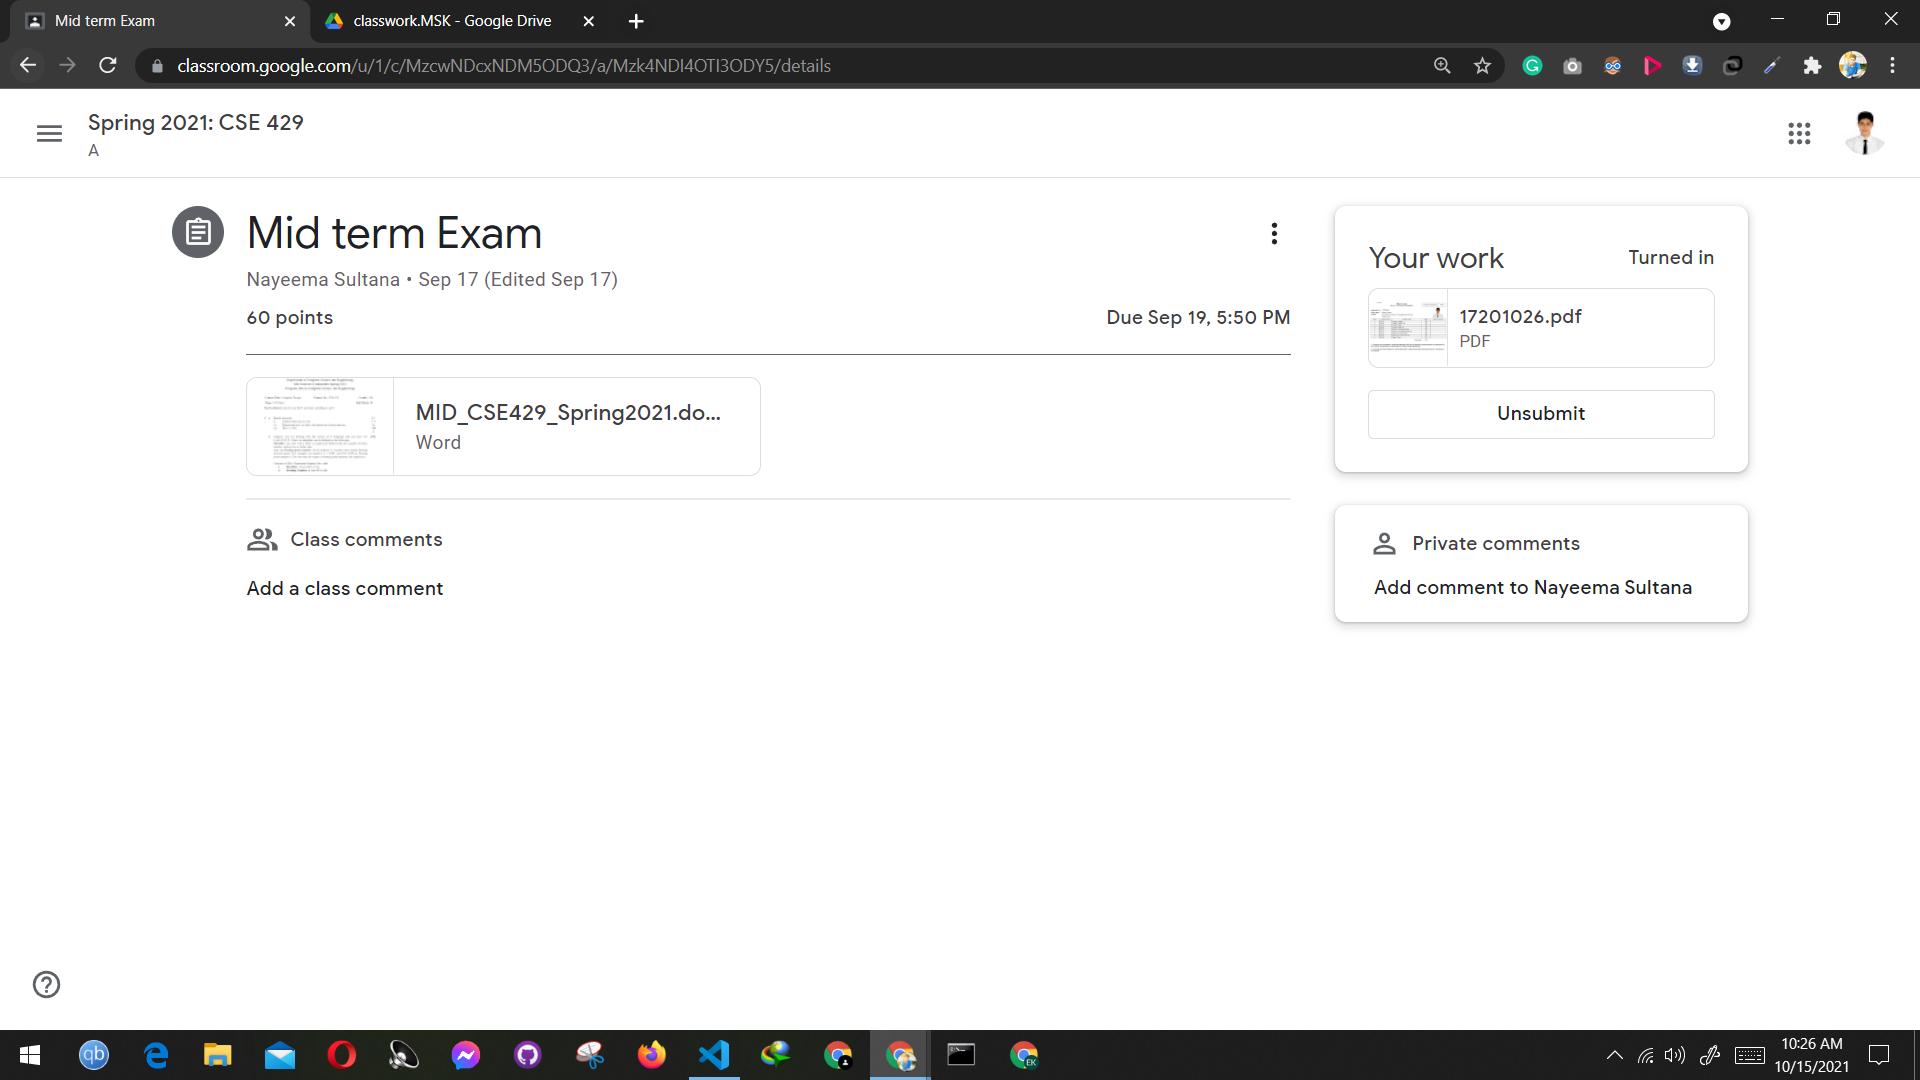 Mid term Exam
classwork.MSK - Google Drive
classroom.google.com/u/1/c/MzcwNDcxNDM5ODQ3/a/Mzk4NDI4OTI3ODY5/details
Spring 2021: CSE 429
A
Mid term Exam
Nayeema Sultana • Sep 17 (Edited Sep 17)
60 points
Due Sep 19, 5:50 PM
MID_CSE429_Spring2021.do...
Word
Class comments
Add a class comment
Your work
Turned in
17201026.pdf
PDF
Unsubmit
Private comments
Add comment to Nayeema Sultana
qb
EK
10:26 AM
10/15/2021